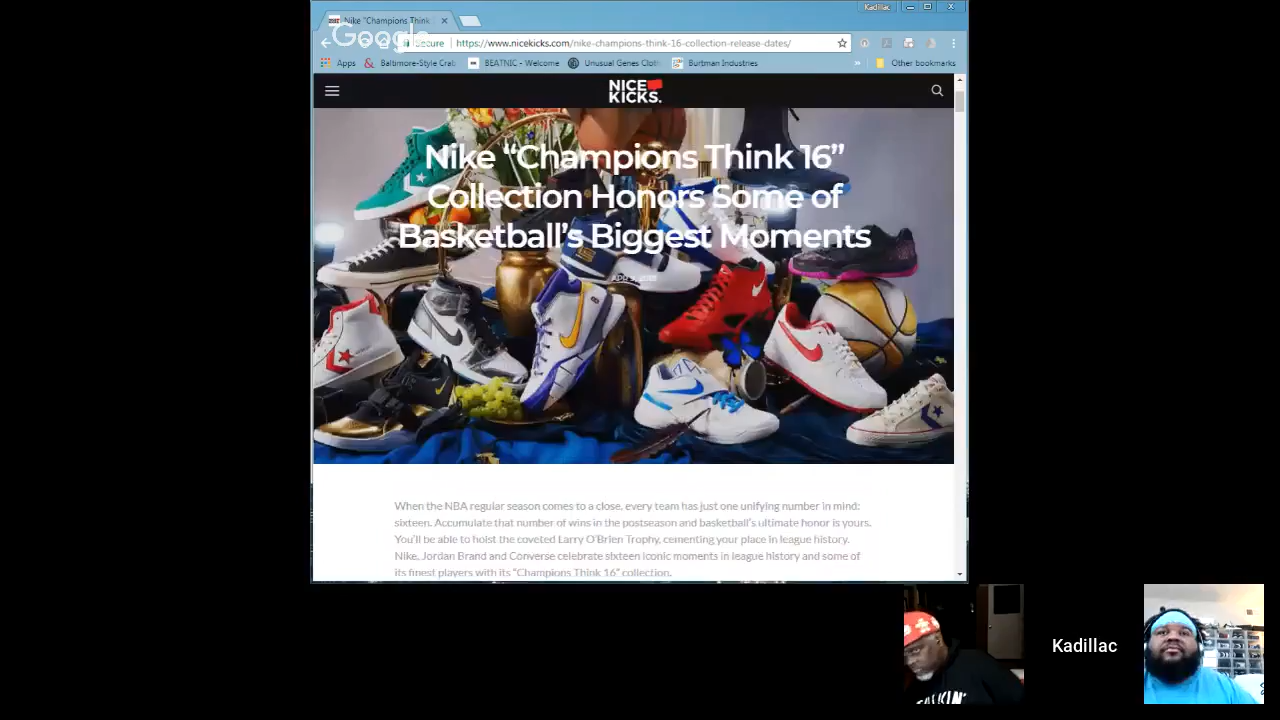 Kadillac
Nike "Champions Think
Google
Secure
https://www.nicekicks.com/nike-champions-think-16-collection-release-dates/
Apps
Baltimore-Style Crab
BEATNIC - Welcome
Unusual Genes Cloth
Burtman Industries
»
Other bookmarks
NICE
KICKS.
Nike “Champions Think 16”
Collection Honors Some of
Basketball’s Biggest Moments
When the NBA regular season comes to a close, every team has just one unifying number in mind:
sixteen. Accumulate that number of wins in the postseason and basketball’s ultimate honor is yours.
You’ll be able to hoist the coveted Larry O’Brien Trophy, cementing your place in league history.
Nike, Jordan Brand and Converse celebrate sixteen iconic moments in league history and some of
its finest players with its “Champions Think 16” collection.
Kadillac